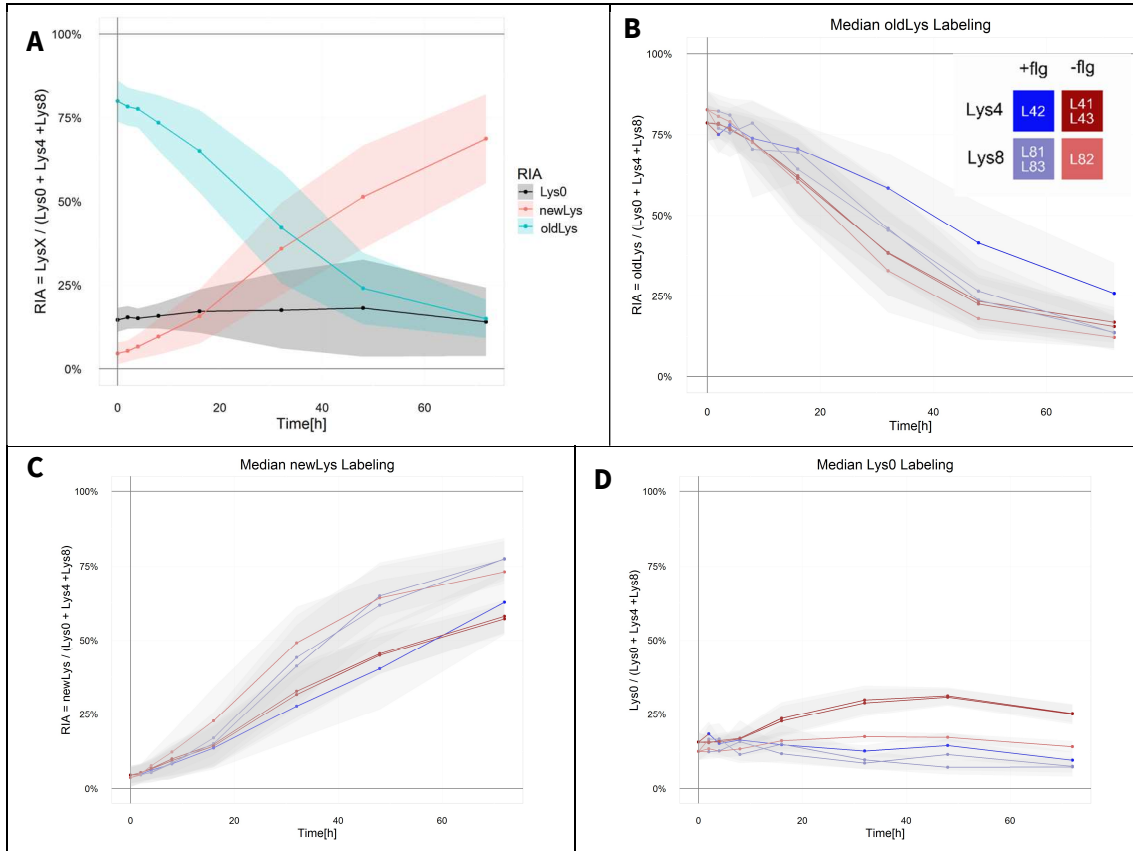 A
100%
75%
50%
25%
0%
RIA = LysX / (Lys0 + Lys4 +Lys8)
0 20 40 60
Time[h]
RIA
Lys0
newLys
oldLys
B
Median oldLys Labeling
100%
75%
50%
25%
0%
RIA = oldLys / (Lys0 + Lys4 +Lys8)
0 20 40 60
Time[h]
+flg -flg
Lys4 L42 L41
L43
Lys8 L81 L82
L83
C
Median newLys Labeling
100%
75%
50%
25%
0%
RIA = newLys / (Lys0 + Lys4 +Lys8)
0 20 40 60
Time[h]
D
Median Lys0 Labeling
100%
75%
50%
25%
0%
Lys0 / (Lys0 + Lys4 +Lys8)
0 20 40 60
Time[h]